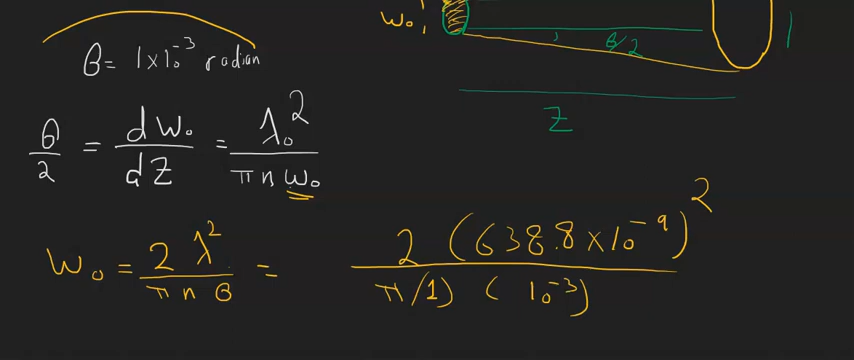 w₀!
θ = 1×10⁻³ radian
θ/2
Z
θ/2 = dw₀/dZ = λ₀²/(π n w₀)
w₀ = 2λ²/(π n θ) = 2(638.8×10⁻⁹)²/(π(1)(10⁻³))